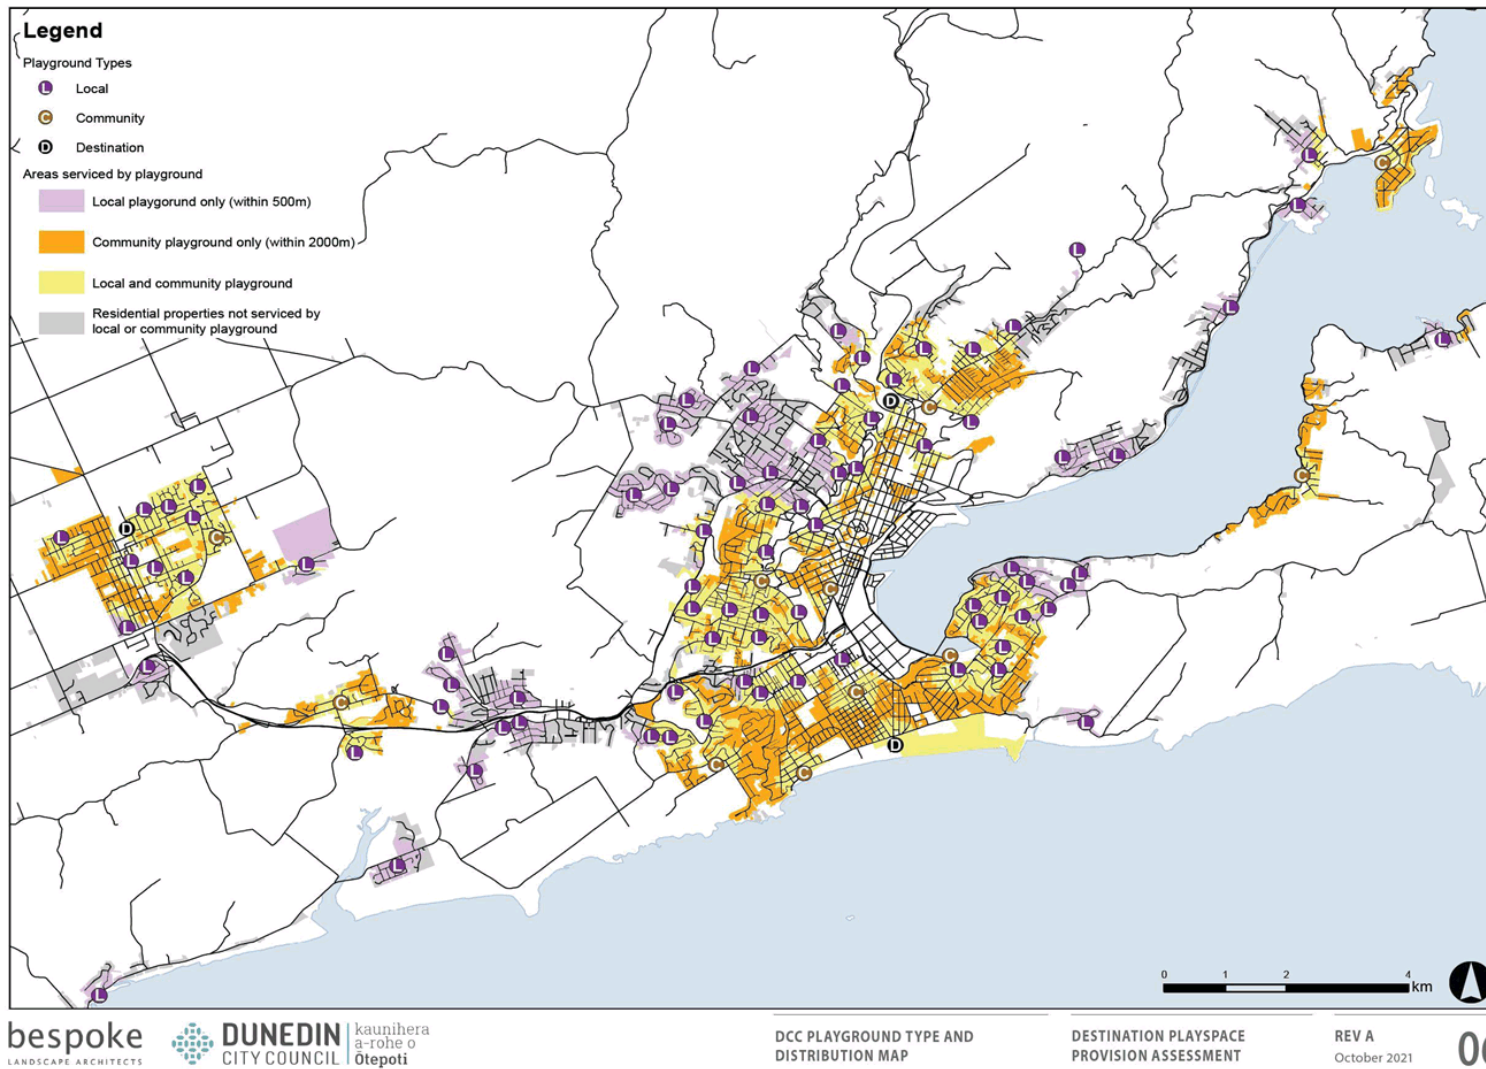 Legend
Playground Types
L Local
C Community
D Destination
Areas serviced by playground
Local playgorund only (within 500m)
Community playground only (within 2000m)
Local and community playground
Residential properties not serviced by
local or community playground
0 1 2 4 km
bespoke
LANDSCAPE ARCHITECTS
DUNEDIN
CITY COUNCIL
kaunihera
a-rohe o
Ōtepoti
DCC PLAYGROUND TYPE AND
DISTRIBUTION MAP
DESTINATION PLAYSPACE
PROVISION ASSESSMENT
REV A
October 2021